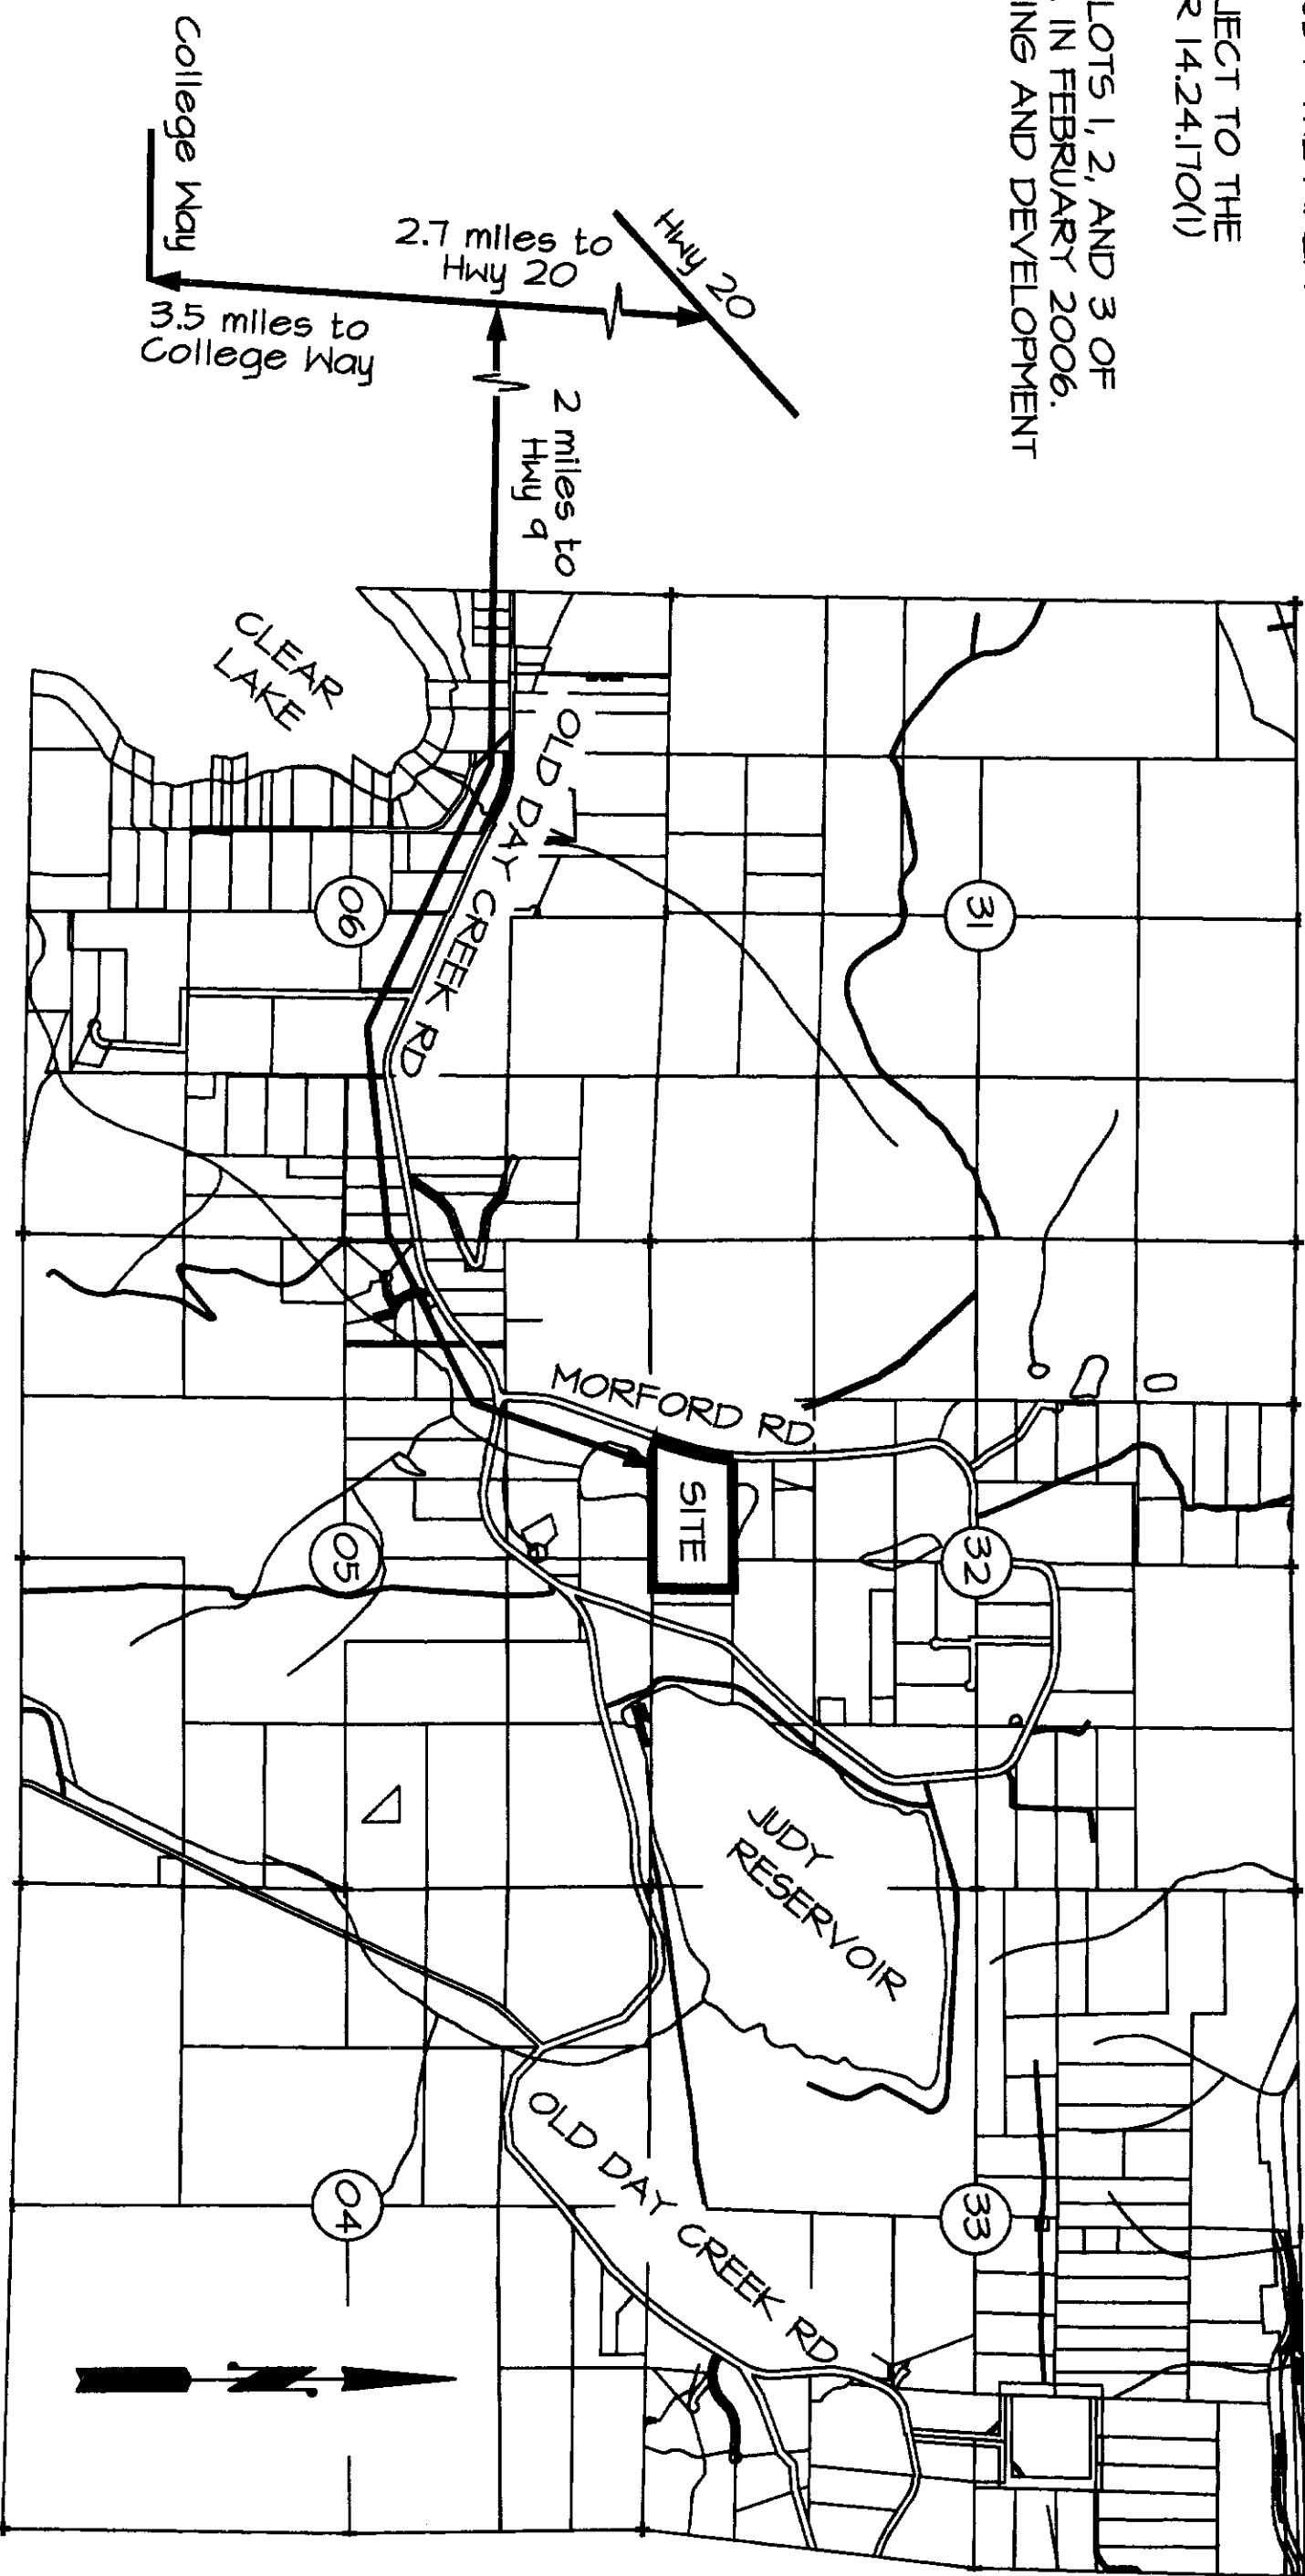 JECT TO THE
R 14.24.170(1)
LOTS 1, 2, AND 3 OF
IN FEBRUARY 2006.
ING AND DEVELOPMENT
Hwy 20
2.7 miles to
Hwy 20
2 miles to
Hwy 9
3.5 miles to
College Way
College Way
31
32
33
MORFORD RD
SITE
JUDY
RESERVOIR
OLD DAY CREEK RD
OLD DAY CREEK RD
CLEAR
LAKE
06
05
04